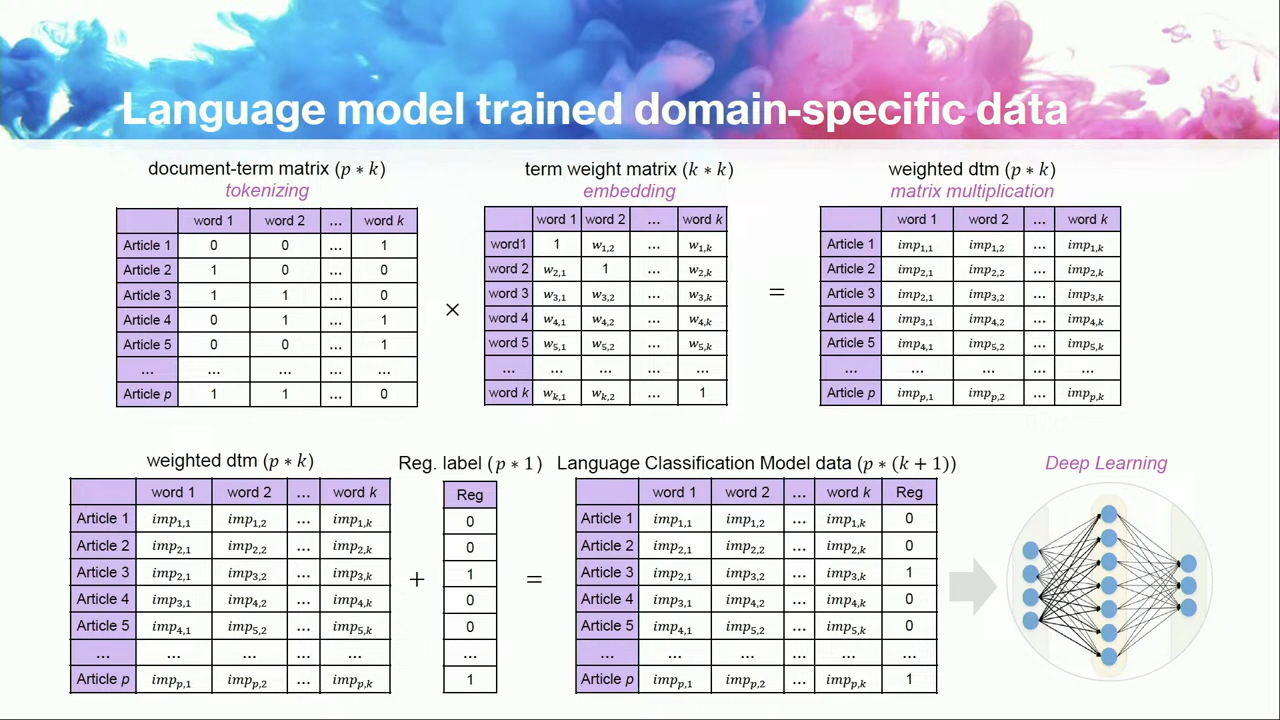 Language model trained domain-specific data
document-term matrix (p * k)
tokenizing
word 1 word 2 ... word k
Article 1 0 0 ... 1
Article 2 1 0 ... 0
Article 3 1 1 ... 0
Article 4 0 1 ... 1
Article 5 0 0 ... 1
... ... ... ... ...
Article p 1 1 ... 0
×
term weight matrix (k * k)
embedding
word 1 word 2 ... word k
word1 1 w1,2 ... w1,k
word 2 w2,1 1 ... w2,k
word 3 w3,1 w3,2 ... w3,k
word 4 w4,1 w4,2 ... w4,k
word 5 w5,1 w5,2 ... w5,k
... ... ... ... ...
word k wk,1 wk,2 ... 1
=
weighted dtm (p * k)
matrix multiplication
word 1 word 2 ... word k
Article 1 imp1,1 imp1,2 ... imp1,k
Article 2 imp2,1 imp2,2 ... imp2,k
Article 3 imp2,1 imp3,2 ... imp3,k
Article 4 imp3,1 imp4,2 ... imp4,k
Article 5 imp4,1 imp5,2 ... imp5,k
... ... ... ... ...
Article p impp,1 impp,2 ... impp,k
weighted dtm (p * k)
word 1 word 2 ... word k
Article 1 imp1,1 imp1,2 ... imp1,k
Article 2 imp2,1 imp2,2 ... imp2,k
Article 3 imp2,1 imp3,2 ... imp3,k
Article 4 imp3,1 imp4,2 ... imp4,k
Article 5 imp4,1 imp5,2 ... imp5,k
... ... ... ... ...
Article p impp,1 impp,2 ... impp,k
+
Reg. label (p * 1)
Reg
0
0
1
0
0
...
1
=
Language Classification Model data (p * (k + 1))
word 1 word 2 ... word k Reg
Article 1 imp1,1 imp1,2 ... imp1,k 0
Article 2 imp2,1 imp2,2 ... imp2,k 0
Article 3 imp2,1 imp3,2 ... imp3,k 1
Article 4 imp3,1 imp4,2 ... imp4,k 0
Article 5 imp4,1 imp5,2 ... imp5,k 0
... ... ... ... ... ...
Article p impp,1 impp,2 ... impp,k 1
Deep Learning